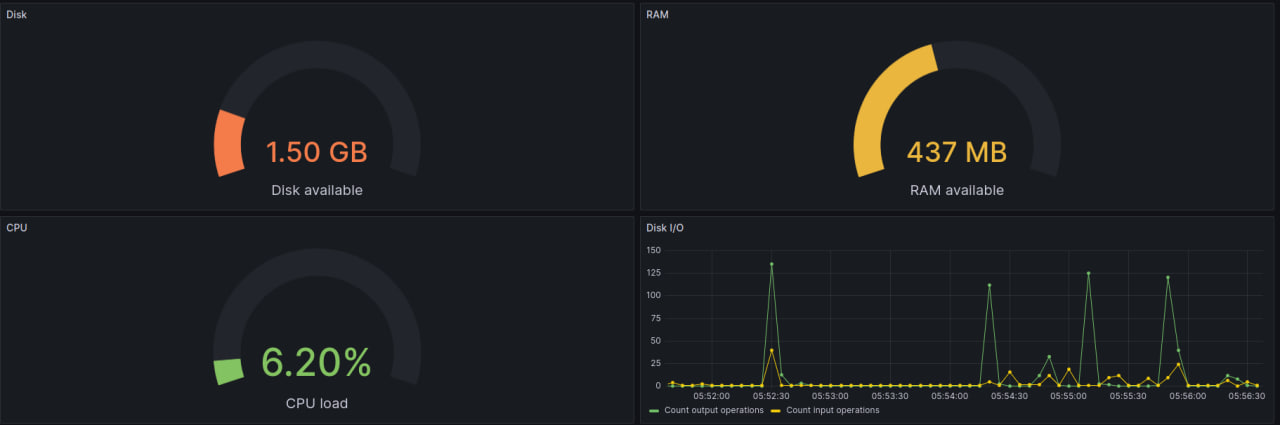 Disk
1.50 GB
Disk available
RAM
437 MB
RAM available
CPU
6.20%
CPU load
Disk I/O
150
125
100
75
50
25
0
05:52:00 05:52:30 05:53:00 05:53:30 05:54:00 05:54:30 05:55:00 05:55:30 05:56:00 05:56:30
Count output operations Count input operations